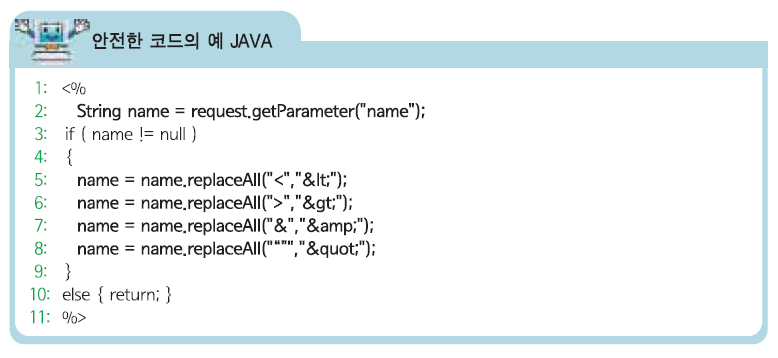 안전한 코드의 예 JAVA
1: <%
2: String name = request.getParameter("name");
3: if ( name != null )
4: {
5: name = name.replaceAll("<","&lt;");
6: name = name.replaceAll(">","&gt;");
7: name = name.replaceAll("&","&amp;");
8: name = name.replaceAll("“”","&quot;");
9: }
10: else { return; }
11: %>